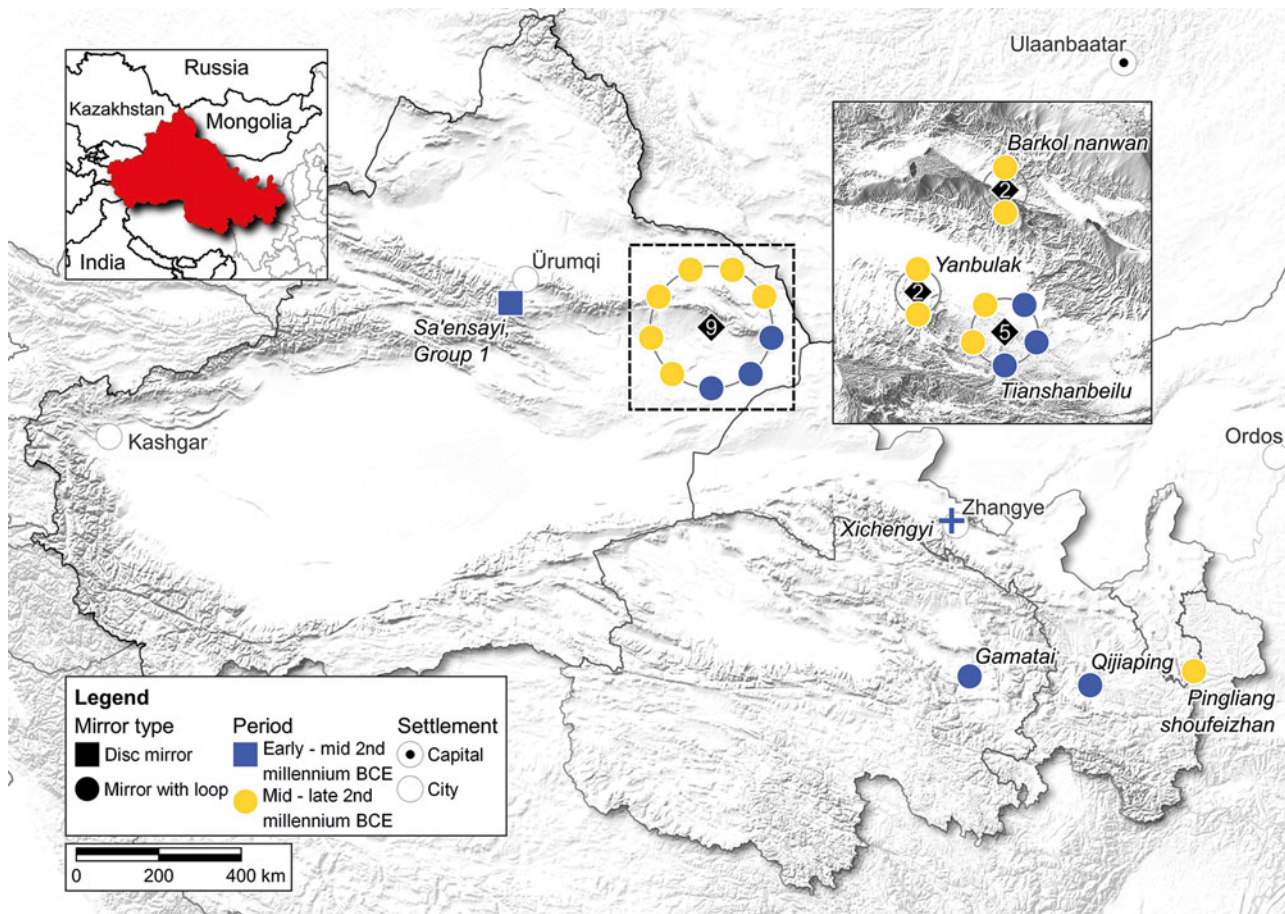 Russia
Kazakhstan
Mongolia
India
Ulaanbaatar
Ürumqi
Sa'ensayi,
Group 1
9
Barkol nanwan
2
Yanbulak
2
5
Tianshanbeilu
Kashgar
Ordos
Zhangye
Xichengyi
Gamatai
Qijiaping
Pingliang
shoufeizhan
Legend
Mirror type
Disc mirror
Mirror with loop
Period
Early - mid 2nd
millennium BCE
Mid - late 2nd
millennium BCE
Settlement
Capital
City
0 200 400 km